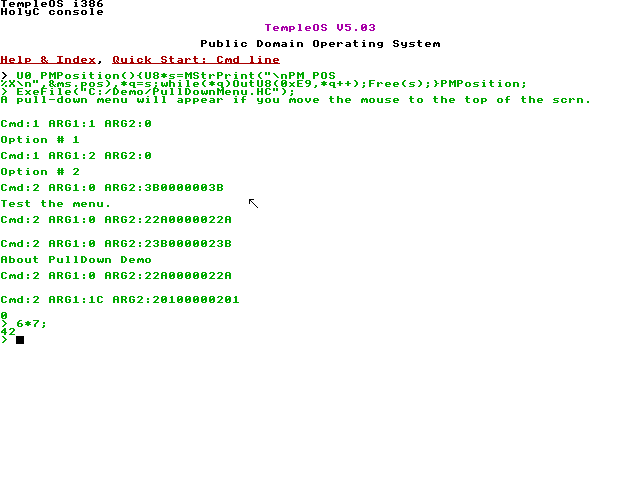 TempleOS i386
HolyC console
TempleOS V5.03
Public Domain Operating System
Help & Index, Quick Start: Cmd line
> U0 PMPosition(){U8*s=MStrPrint("\nPM_POS
%X\n",&ms.pos),*q=s;while(*q)OutU8(0xE9,*q++);Free(s);}PMPosition;
> ExeFile("C:/Demo/PullDownMenu.HC");
A pull-down menu will appear if you move the mouse to the top of the scrn.
Cmd:1 ARG1:1 ARG2:0
Option # 1
Cmd:1 ARG1:2 ARG2:0
Option # 2
Cmd:2 ARG1:0 ARG2:3B0000003B
Test the menu.
Cmd:2 ARG1:0 ARG2:22A0000022A
Cmd:2 ARG1:0 ARG2:23B0000023B
About PullDown Demo
Cmd:2 ARG1:0 ARG2:22A0000022A
Cmd:2 ARG1:1C ARG2:20100000201
0
> 6*7;
42
>